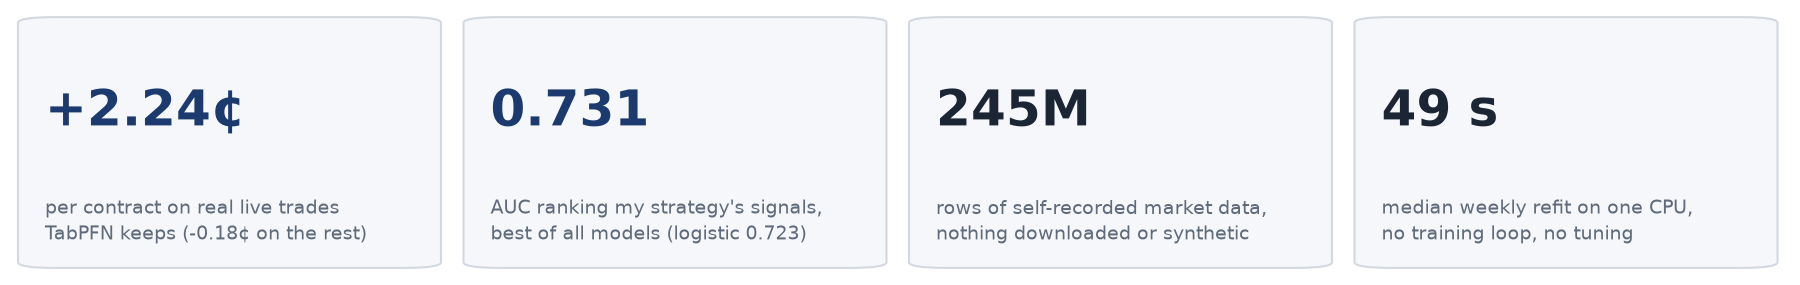 +2.24¢
per contract on real live trades
TabPFN keeps (-0.18¢ on the rest)
0.731
AUC ranking my strategy's signals,
best of all models (logistic 0.723)
245M
rows of self-recorded market data,
nothing downloaded or synthetic
49 s
median weekly refit on one CPU,
no training loop, no tuning